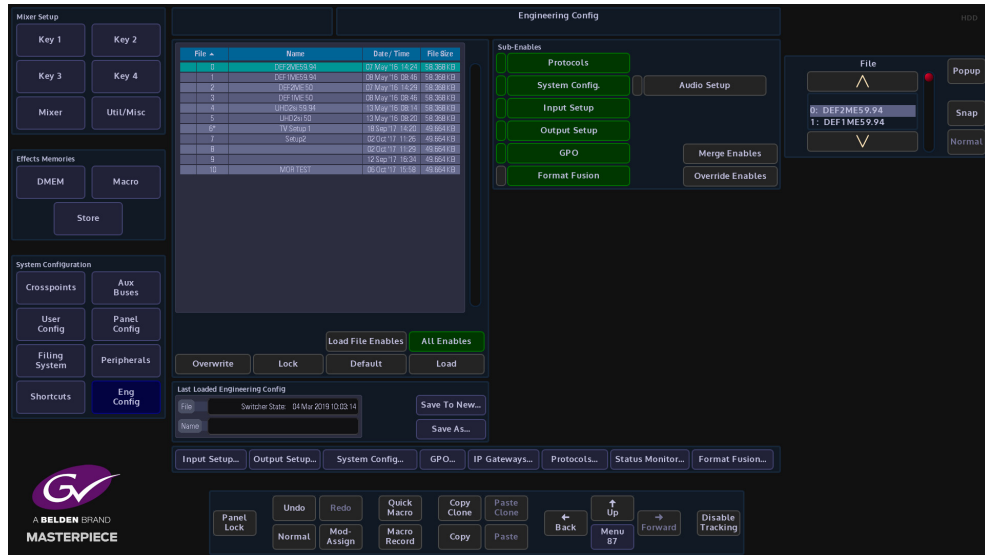 Mixer Setup
Key 1
Key 2
Key 3
Key 4
Mixer
Util/Misc
Effects Memories
DMEM
Macro
Store
System Configuration
Crosspoints
Aux
Buses
User
Config
Panel
Config
Filing
System
Peripherals
Shortcuts
Eng
Config
GV
A BELDEN BRAND
MASTERPIECE
Engineering Config
HDD
File Name Date / Time File Size
0 DEF2ME59.94 07 May '16 14:24 58.368 KB
1 DEF1ME59.94 08 May '16 08:46 58.368 KB
2 DEF2ME50 07 May '16 14:29 58.368 KB
3 DEF1ME50 08 May '16 08:46 58.368 KB
4 UHD2si 59.94 13 May '16 08:14 58.368 KB
5 UHD2si 50 13 May '16 08:20 58.368 KB
6* TV Setup 1 18 Sep '17 14:20 49.664 KB
7 Setup2 02 Oct '17 11:26 49.664 KB
8 02 Oct '17 11:29 49.664 KB
9 12 Sep '17 16:34 49.664 KB
10 MOR TEST 06 Oct '17 15:58 49.664 KB
Load File Enables
All Enables
Overwrite
Lock
Default
Load
Last Loaded Engineering Config
File Switcher State: 04 Mar 2019 10:03:14
Name
Save To New...
Save As...
Sub-Enables
Protocols
System Config.
Audio Setup
Input Setup
Output Setup
GPO
Merge Enables
Format Fusion
Override Enables
File
0: DEF2ME59.94
1: DEF1ME59.94
Popup
Snap
Normal
Input Setup...
Output Setup...
System Config...
GPO...
IP Gateways...
Protocols...
Status Monitor...
Format Fusion...
Panel
Lock
Undo
Redo
Quick
Macro
Copy
Clone
Paste
Clone
Normal
Mod-
Assign
Macro
Record
Copy
Paste
Back
Up
Menu
87
Forward
Disable
Tracking